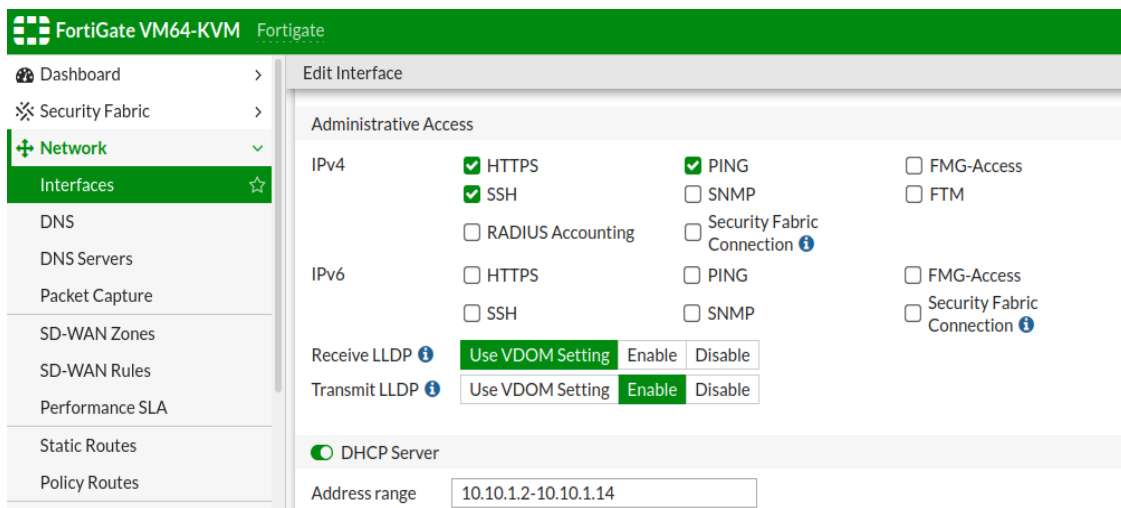 FortiGate VM64-KVM Fortigate
Dashboard
Security Fabric
Network
Interfaces
DNS
DNS Servers
Packet Capture
SD-WAN Zones
SD-WAN Rules
Performance SLA
Static Routes
Policy Routes
Edit Interface
Administrative Access
IPv4 HTTPS PING FMG-Access
SSH SNMP FTM
RADIUS Accounting Security Fabric
Connection
IPv6 HTTPS PING FMG-Access
SSH SNMP Security Fabric
Connection
Receive LLDP Use VDOM Setting Enable Disable
Transmit LLDP Use VDOM Setting Enable Disable
DHCP Server
Address range 10.10.1.2-10.10.1.14